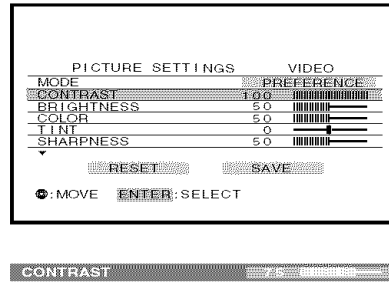 PICTURE SETTINGS VIDEO
MODE PREFERENCE
CONTRAST 100
BRIGHTNESS 50
COLOR 50
TINT 0
SHARPNESS 50
RESET SAVE
:MOVE ENTER:SELECT
CONTRAST 75